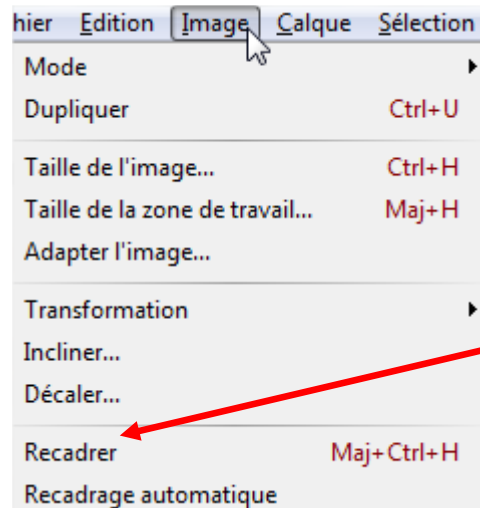 hier Edition Image Calque Sélection
Mode
Dupliquer Ctrl+U
Taille de l'image... Ctrl+H
Taille de la zone de travail... Maj+H
Adapter l'image...
Transformation
Incliner...
Décaler...
Recadrer Maj+Ctrl+H
Recadrage automatique